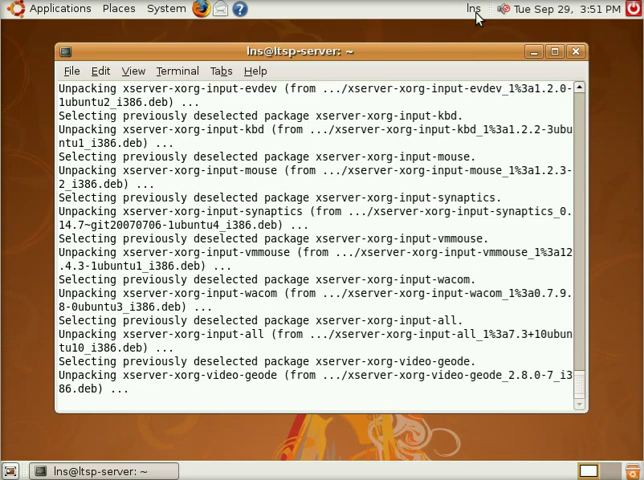 Applications Places System lns Tue Sep 29, 3:51 PM
lns@ltsp-server: ~
File Edit View Terminal Tabs Help
Unpacking xserver-xorg-input-evdev (from .../xserver-xorg-input-evdev_1%3a1.2.0-
1ubuntu2_i386.deb) ...
Selecting previously deselected package xserver-xorg-input-kbd.
Unpacking xserver-xorg-input-kbd (from .../xserver-xorg-input-kbd_1%3a1.2.2-3ubu
ntu1_i386.deb) ...
Selecting previously deselected package xserver-xorg-input-mouse.
Unpacking xserver-xorg-input-mouse (from .../xserver-xorg-input-mouse_1%3a1.2.3-
2_i386.deb) ...
Selecting previously deselected package xserver-xorg-input-synaptics.
Unpacking xserver-xorg-input-synaptics (from .../xserver-xorg-input-synaptics_0.
14.7~git20070706-1ubuntu4_i386.deb) ...
Selecting previously deselected package xserver-xorg-input-vmmouse.
Unpacking xserver-xorg-input-vmmouse (from .../xserver-xorg-input-vmmouse_1%3a12
.4.3-1ubuntu1_i386.deb) ...
Selecting previously deselected package xserver-xorg-input-wacom.
Unpacking xserver-xorg-input-wacom (from .../xserver-xorg-input-wacom_1%3a0.7.9.
8-0ubuntu3_i386.deb) ...
Selecting previously deselected package xserver-xorg-input-all.
Unpacking xserver-xorg-input-all (from .../xserver-xorg-input-all_1%3a7.3+10ubun
tu10_i386.deb) ...
Selecting previously deselected package xserver-xorg-video-geode.
Unpacking xserver-xorg-video-geode (from .../xserver-xorg-video-geode_2.8.0-7_i3
86.deb) ...
lns@ltsp-server: ~